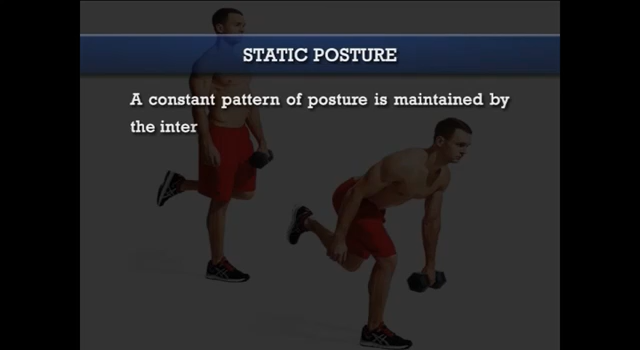 STATIC POSTURE
A constant pattern of posture is maintained by
the inter